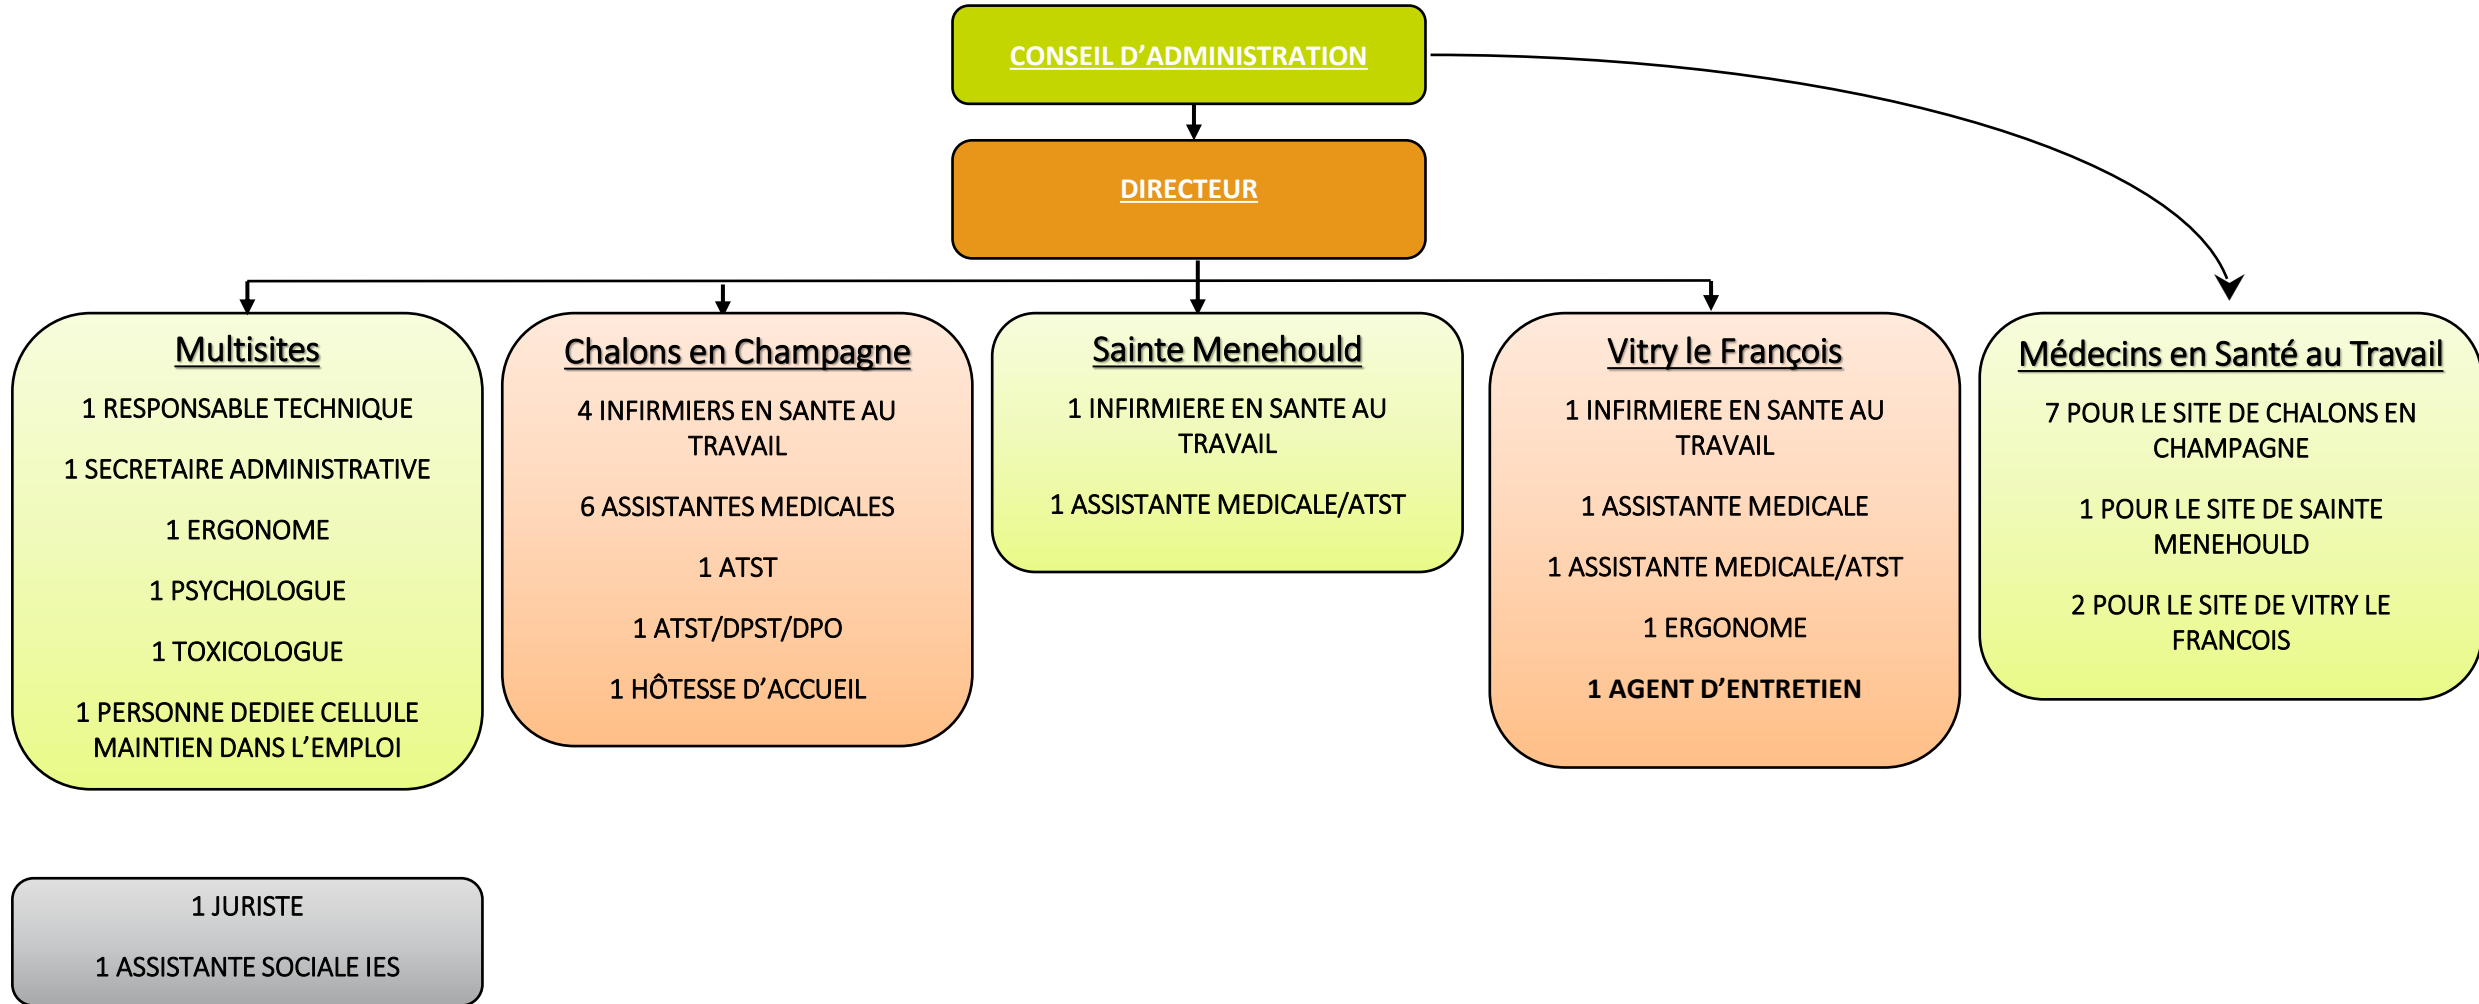 CONSEIL D’ADMINISTRATION
DIRECTEUR
Multisites
1 RESPONSABLE TECHNIQUE
1 SECRETAIRE ADMINISTRATIVE
1 ERGONOME
1 PSYCHOLOGUE
1 TOXICOLOGUE
1 PERSONNE DEDIEE CELLULE
MAINTIEN DANS L’EMPLOI
Chalons en Champagne
4 INFIRMIERS EN SANTE AU
TRAVAIL
6 ASSISTANTES MEDICALES
1 ATST
1 ATST/DPST/DPO
1 HÔTESSE D’ACCUEIL
Sainte Menehould
1 INFIRMIERE EN SANTE AU
TRAVAIL
1 ASSISTANTE MEDICALE/ATST
Vitry le François
1 INFIRMIERE EN SANTE AU
TRAVAIL
1 ASSISTANTE MEDICALE
1 ASSISTANTE MEDICALE/ATST
1 ERGONOME
1 AGENT D’ENTRETIEN
Médecins en Santé au Travail
7 POUR LE SITE DE CHALONS EN
CHAMPAGNE
1 POUR LE SITE DE SAINTE
MENEHOULD
2 POUR LE SITE DE VITRY LE
FRANCOIS
1 JURISTE
1 ASSISTANTE SOCIALE IES